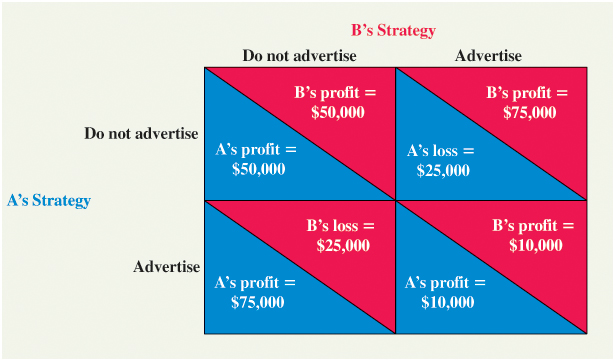 B's Strategy
Do not advertise
Advertise
B's profit =
$50,000
B's profit =
$75,000
Do not advertise
A's profit =
$50,000
A's loss =
$25,000
A's Strategy
B's loss =
$25,000
B's profit =
$10,000
Advertise
A's profit =
$75,000
A's profit =
$10,000